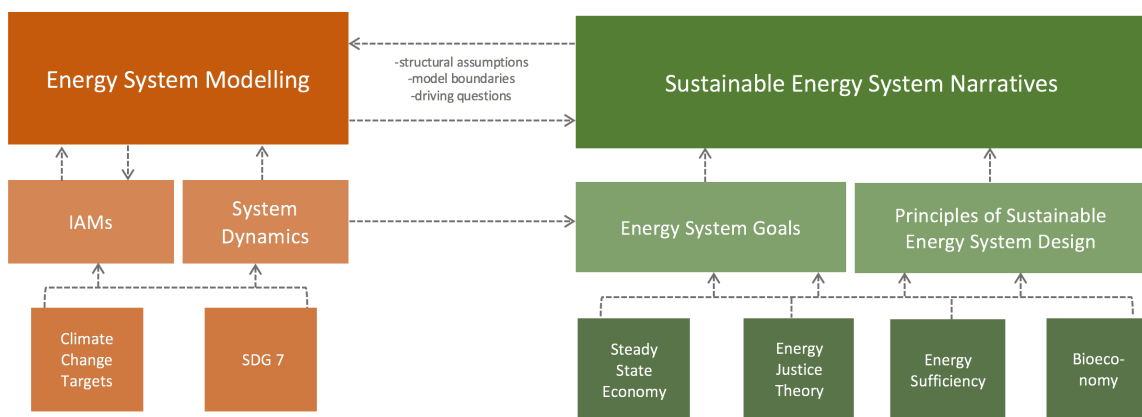 Energy System Modelling
-structural assumptions
-model boundaries
-driving questions
Sustainable Energy System Narratives
IAMs
System
Dynamics
Energy System Goals
Principles of Sustainable
Energy System Design
Climate
Change
Targets
SDG 7
Steady
State
Economy
Energy
Justice
Theory
Energy
Sufficiency
Bioeco-
nomy